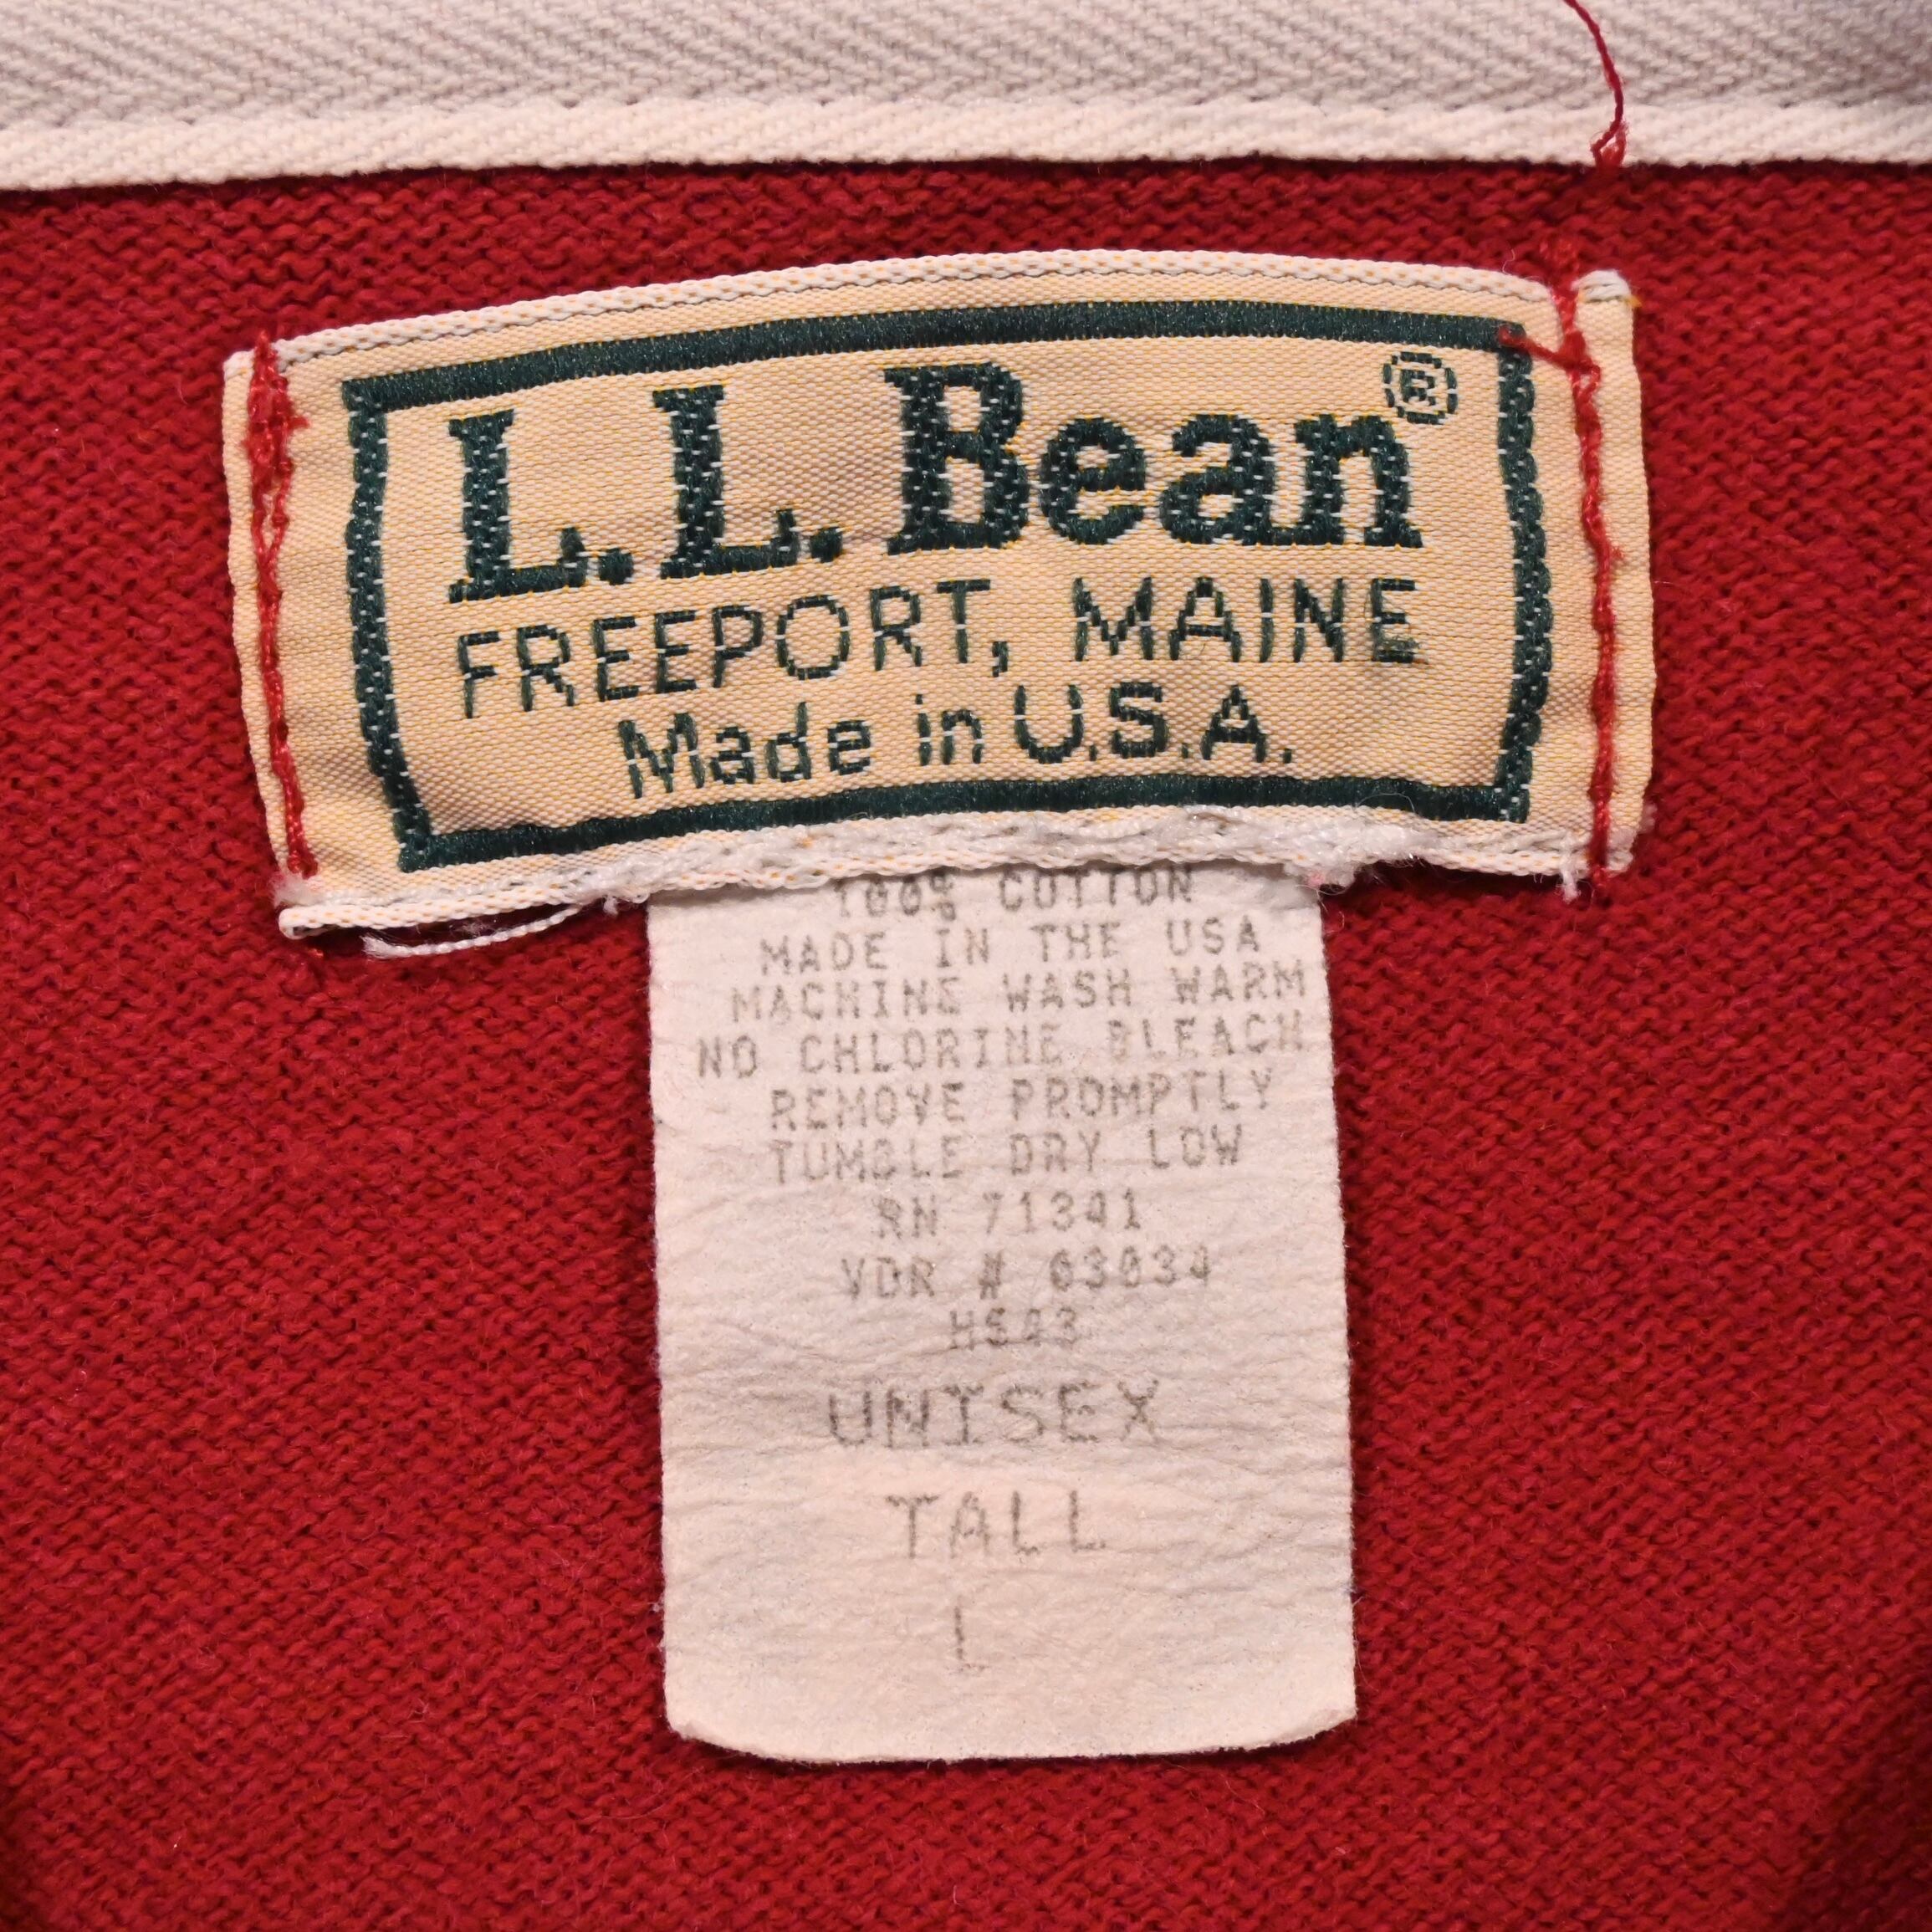 L.L.Bean®
FREEPORT, MAINE
Made in U.S.A.
100% COTTON
MADE IN THE USA
MACHINE WASH WARM
NO CHLORINE BLEACH
REMOVE PROMPTLY
TUMBLE DRY LOW
RN 71341
VDR #
UNISEX
TALL
L